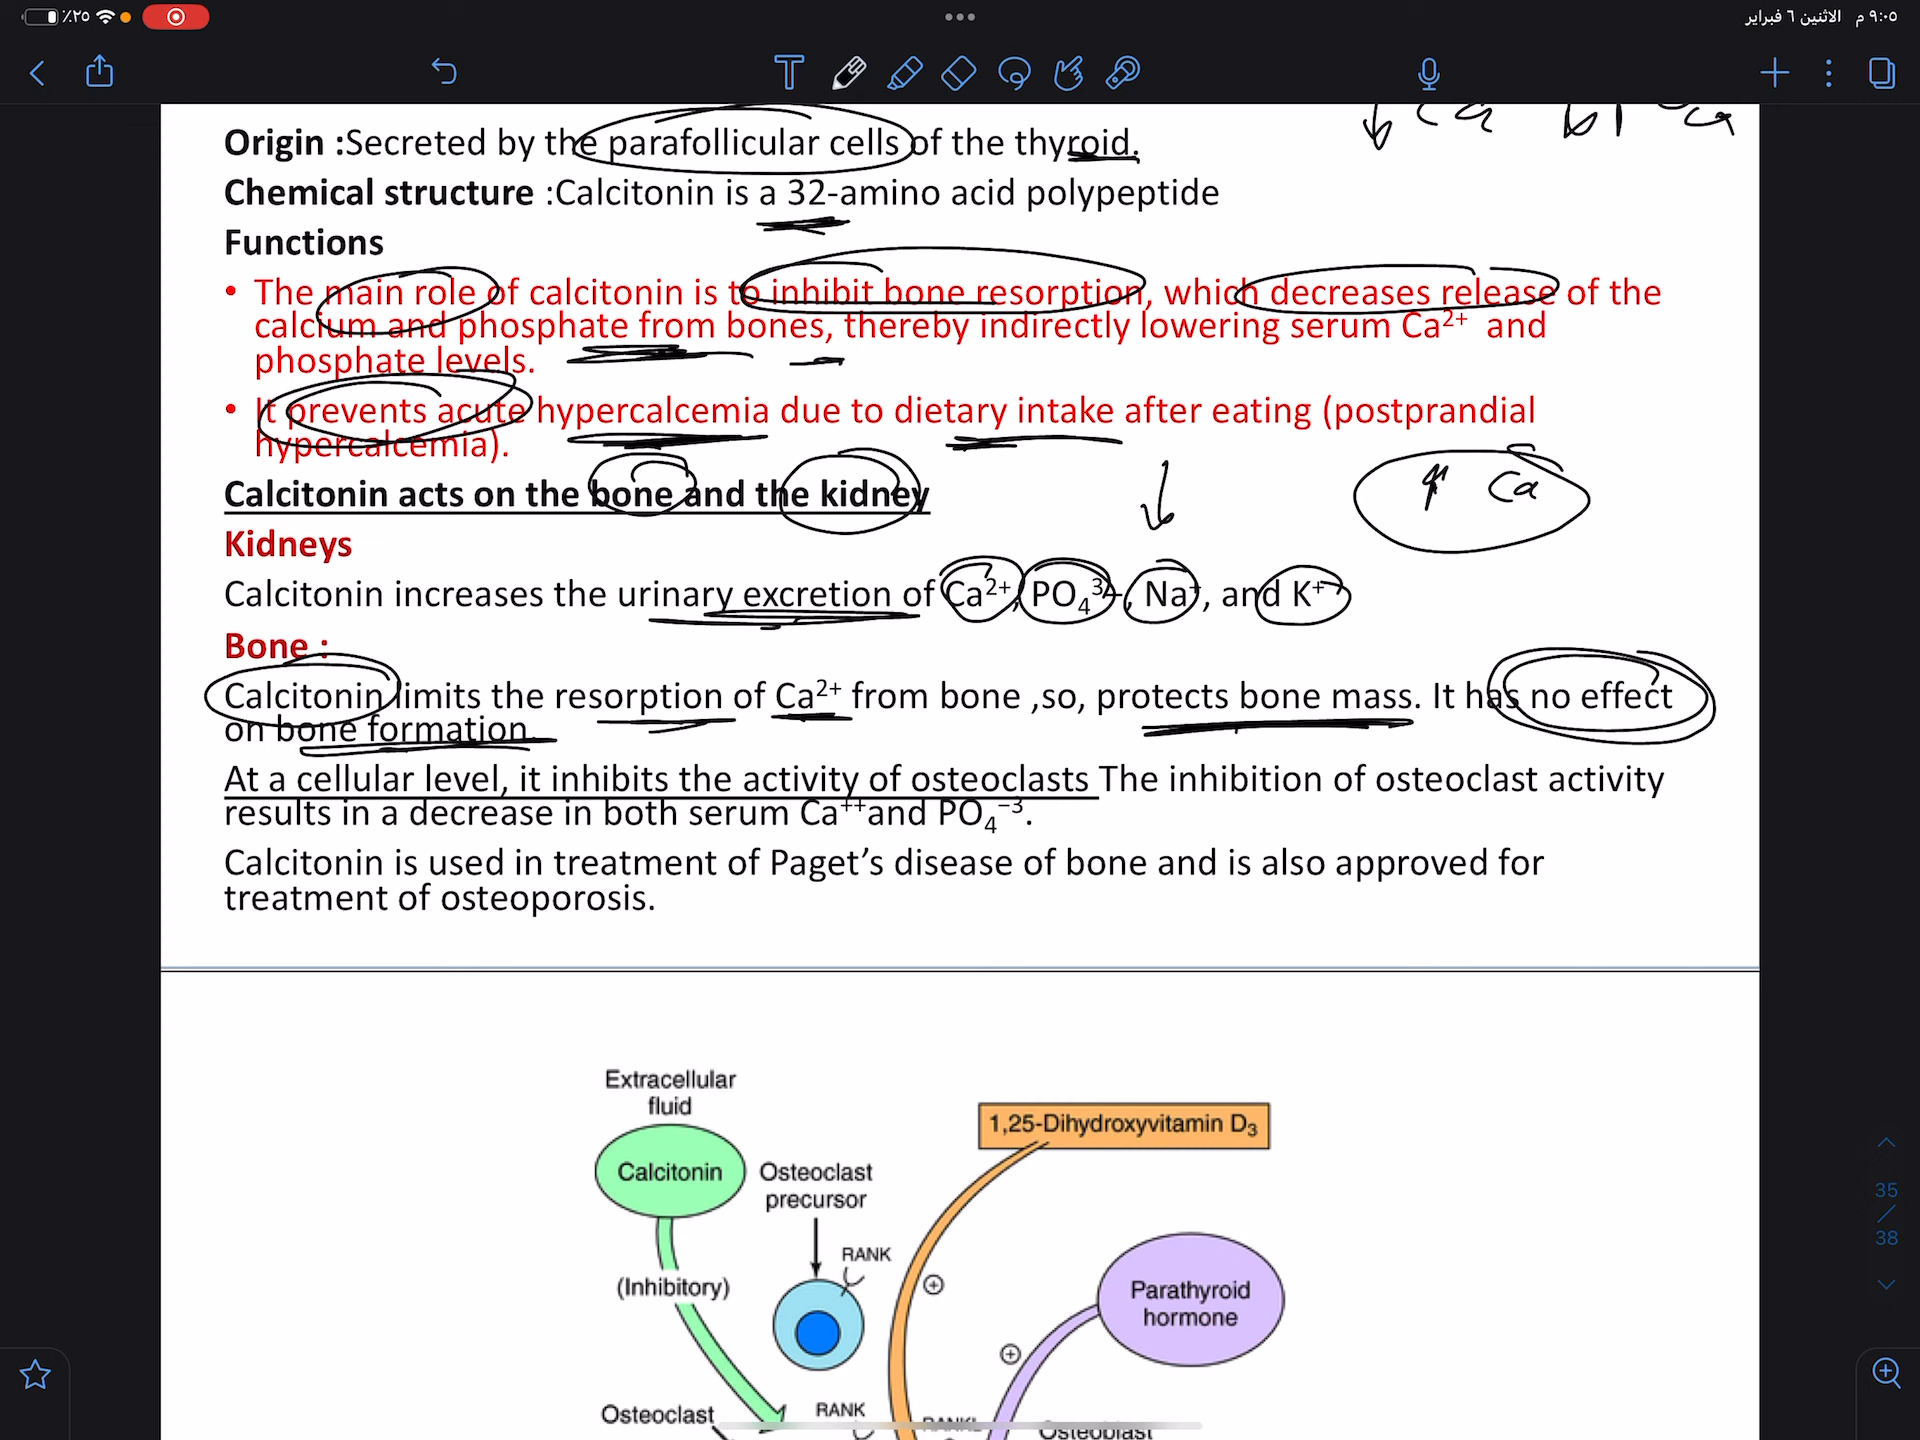 ٪٢٥
٩:٠٥ م الاثنين ٦ فبراير
↓ Ca
Origin :Secreted by the parafollicular cells of the thyroid.
Chemical structure :Calcitonin is a 32-amino acid polypeptide
Functions
• The main role of calcitonin is to inhibit bone resorption, which decreases release of the
calcium and phosphate from bones, thereby indirectly lowering serum Ca²⁺ and
phosphate levels.
• It prevents acute hypercalcemia due to dietary intake after eating (postprandial
hypercalcemia).
↑ Ca
Calcitonin acts on the bone and the kidney
Kidneys
Calcitonin increases the urinary excretion of Ca²⁺, PO₄³⁻, Na⁺, and K⁺
Bone :
Calcitonin limits the resorption of Ca²⁺ from bone ,so, protects bone mass. It has no effect
on bone formation.
At a cellular level, it inhibits the activity of osteoclasts The inhibition of osteoclast activity
results in a decrease in both serum Ca⁺⁺and PO₄⁻³.
Calcitonin is used in treatment of Paget’s disease of bone and is also approved for
treatment of osteoporosis.
Extracellular
fluid
1,25-Dihydroxyvitamin D₃
Calcitonin
Osteoclast
precursor
RANK
(Inhibitory)
Parathyroid
hormone
Osteoclast
RANK
RANKL
Osteoblast
35
/
38